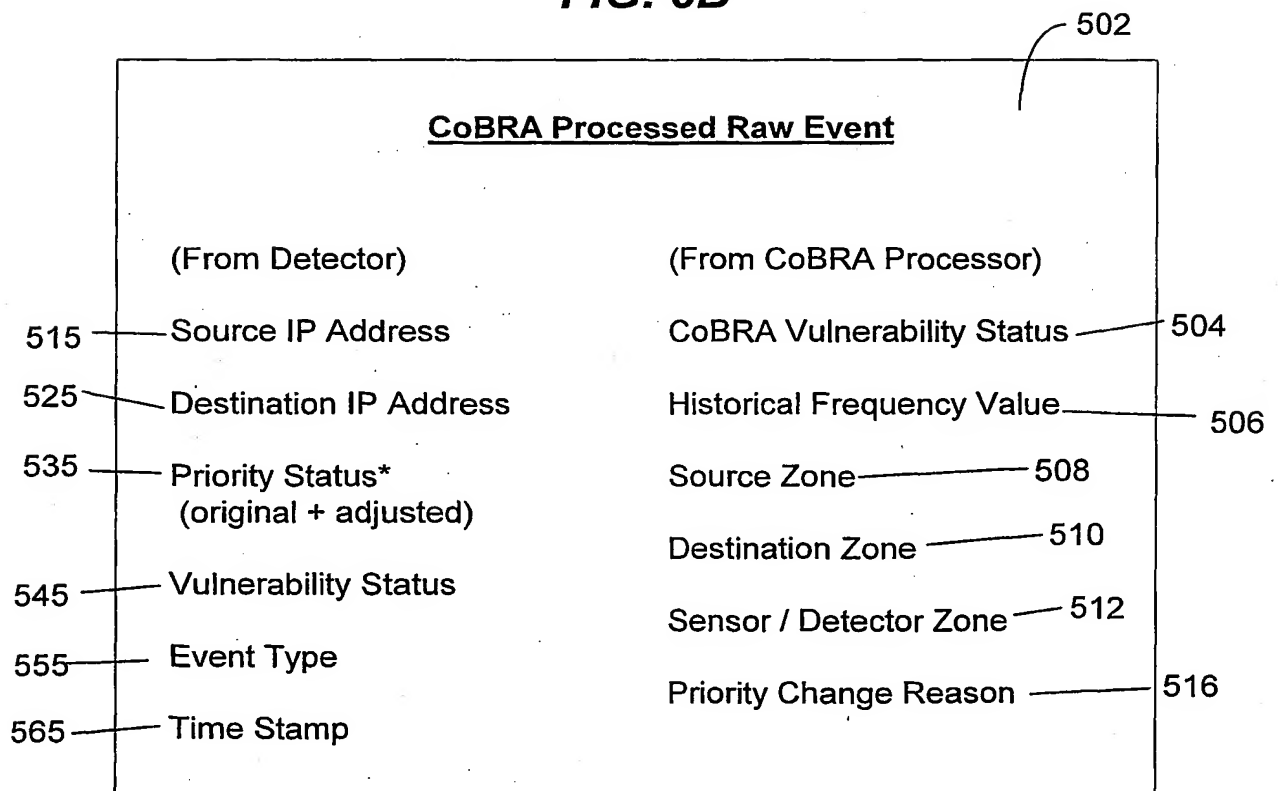 502
CoBRA Processed Raw Event
(From Detector)
(From CoBRA Processor)
515 Source IP Address
CoBRA Vulnerability Status 504
525 Destination IP Address
Historical Frequency Value 506
535 Priority Status*
(original + adjusted)
Source Zone 508
Destination Zone 510
545 Vulnerability Status
Sensor / Detector Zone 512
555 Event Type
Priority Change Reason 516
565 Time Stamp